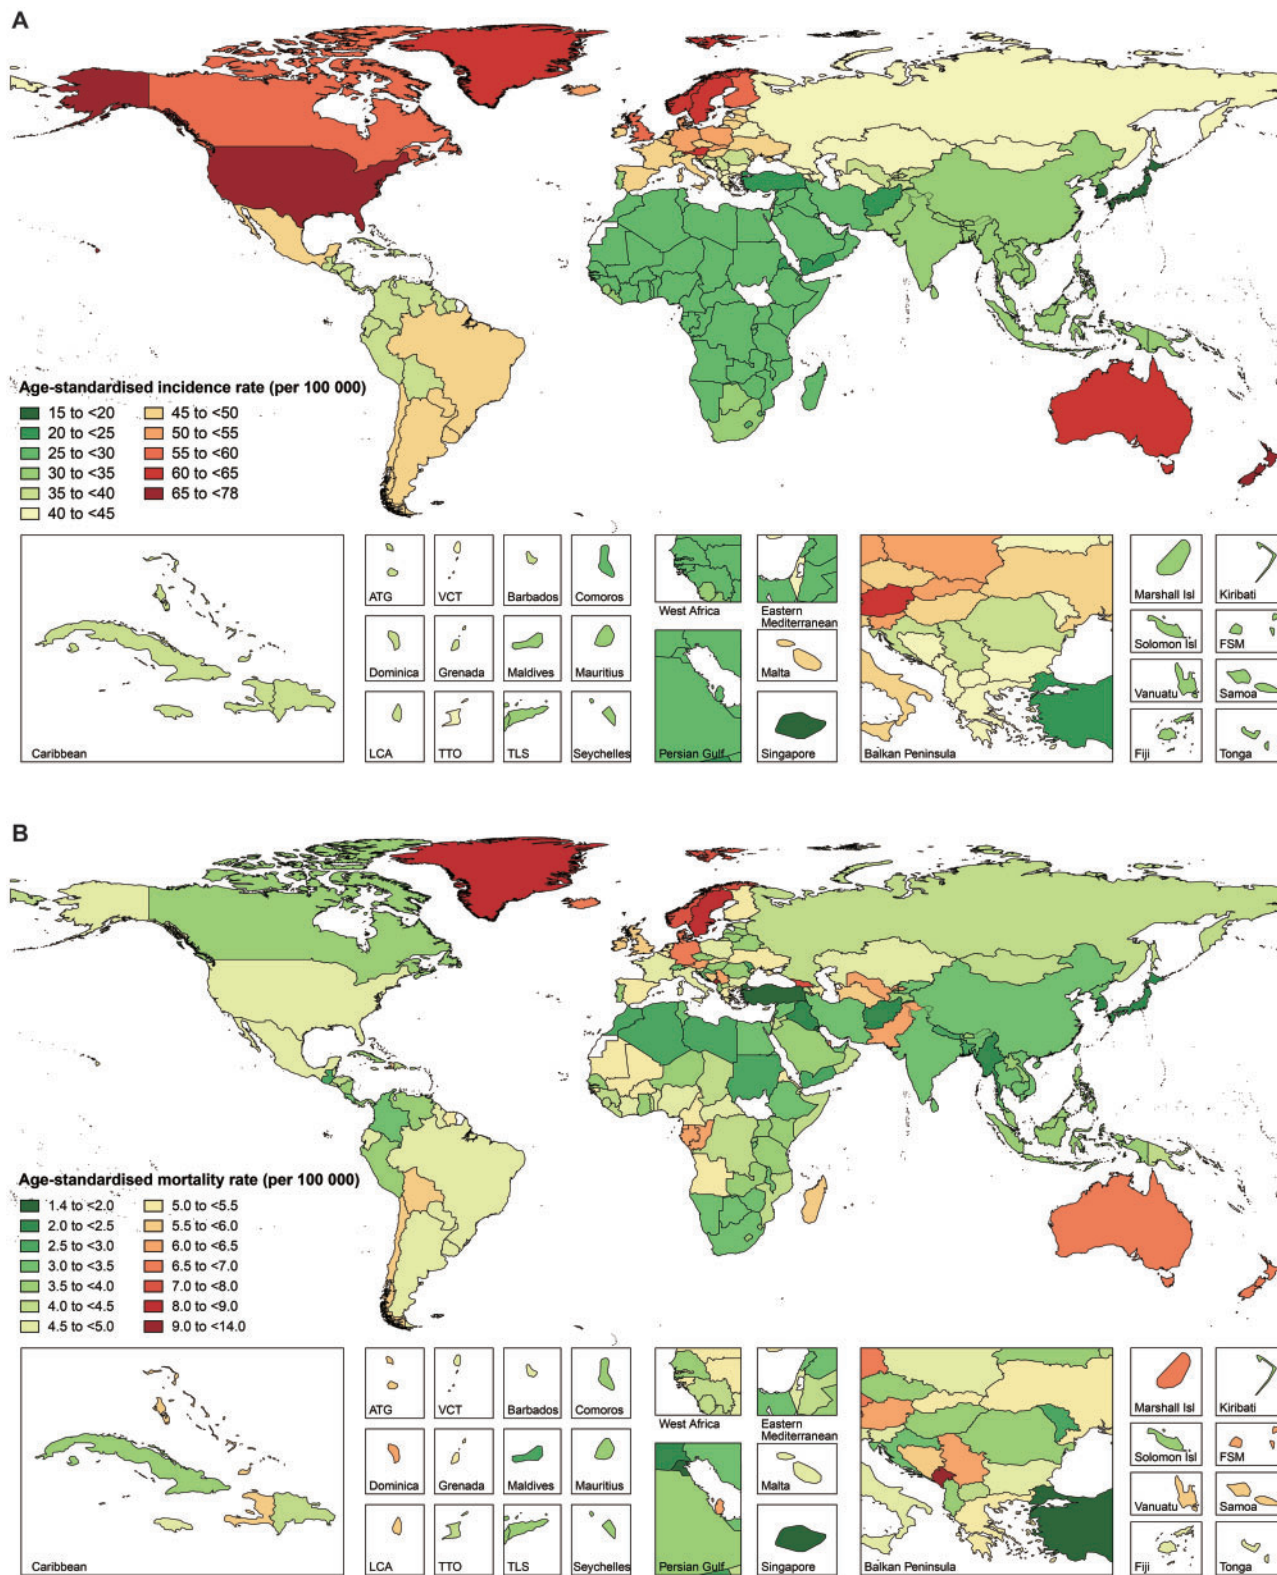 A
Age-standardised incidence rate (per 100 000)
15 to <20
20 to <25
25 to <30
30 to <35
35 to <40
40 to <45
45 to <50
50 to <55
55 to <60
60 to <65
65 to <78
Caribbean
ATG
VCT
Barbados
Comoros
Dominica
Grenada
Maldives
Mauritius
LCA
TTO
TLS
Seychelles
West Africa
Eastern
Mediterranean
Malta
Persian Gulf
Singapore
Balkan Peninsula
Marshall Isl
Kiribati
Solomon Isl
FSM
Vanuatu
Samoa
Fiji
Tonga
B
Age-standardised mortality rate (per 100 000)
1.4 to <2.0
2.0 to <2.5
2.5 to <3.0
3.0 to <3.5
3.5 to <4.0
4.0 to <4.5
4.5 to <5.0
5.0 to <5.5
5.5 to <6.0
6.0 to <6.5
6.5 to <7.0
7.0 to <8.0
8.0 to <9.0
9.0 to <14.0
Caribbean
ATG
VCT
Barbados
Comoros
Dominica
Grenada
Maldives
Mauritius
LCA
TTO
TLS
Seychelles
West Africa
Eastern
Mediterranean
Malta
Persian Gulf
Singapore
Balkan Peninsula
Marshall Isl
Kiribati
Solomon Isl
FSM
Vanuatu
Samoa
Fiji
Tonga